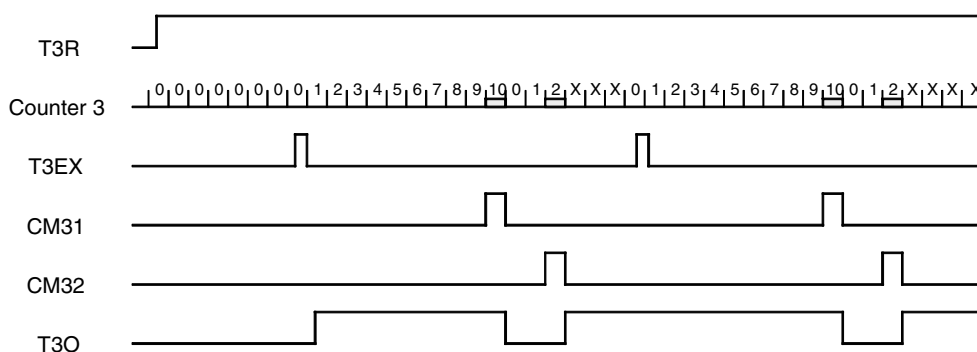 T3R
0 0 0 0 0 0 0 0 1 2 3 4 5 6 7 8 9 10 0 1 2 X X X 0 1 2 3 4 5 6 7 8 9 10 0 1 2 X X X X
Counter 3
T3EX
CM31
CM32
T3O